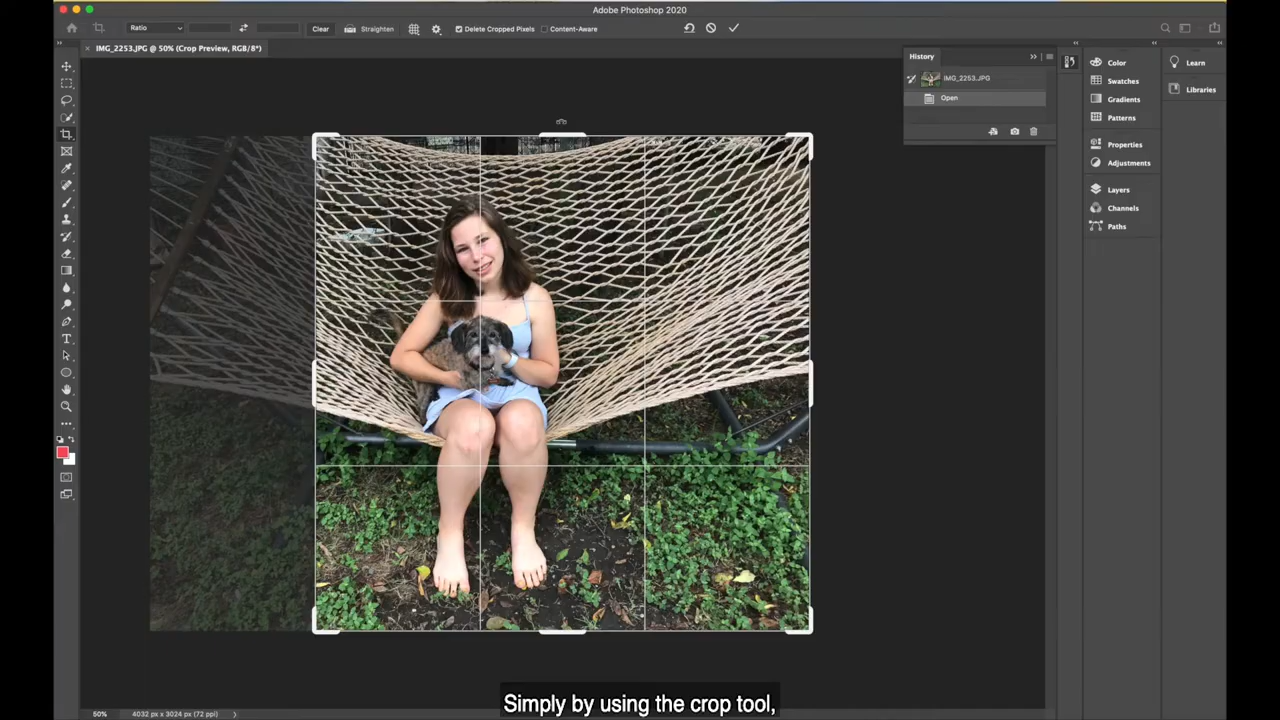 Adobe Photoshop 2020
Ratio
Clear
Straighten
Delete Cropped Pixels
Content-Aware
IMG_2253.JPG @ 50% (Crop Preview, RGB/8*)
History
IMG_2253.JPG
Open
Color
Swatches
Gradients
Patterns
Properties
Adjustments
Layers
Channels
Paths
Learn
Libraries
50%
4032 px x 3024 px (72 ppi)
Simply by using the crop tool,